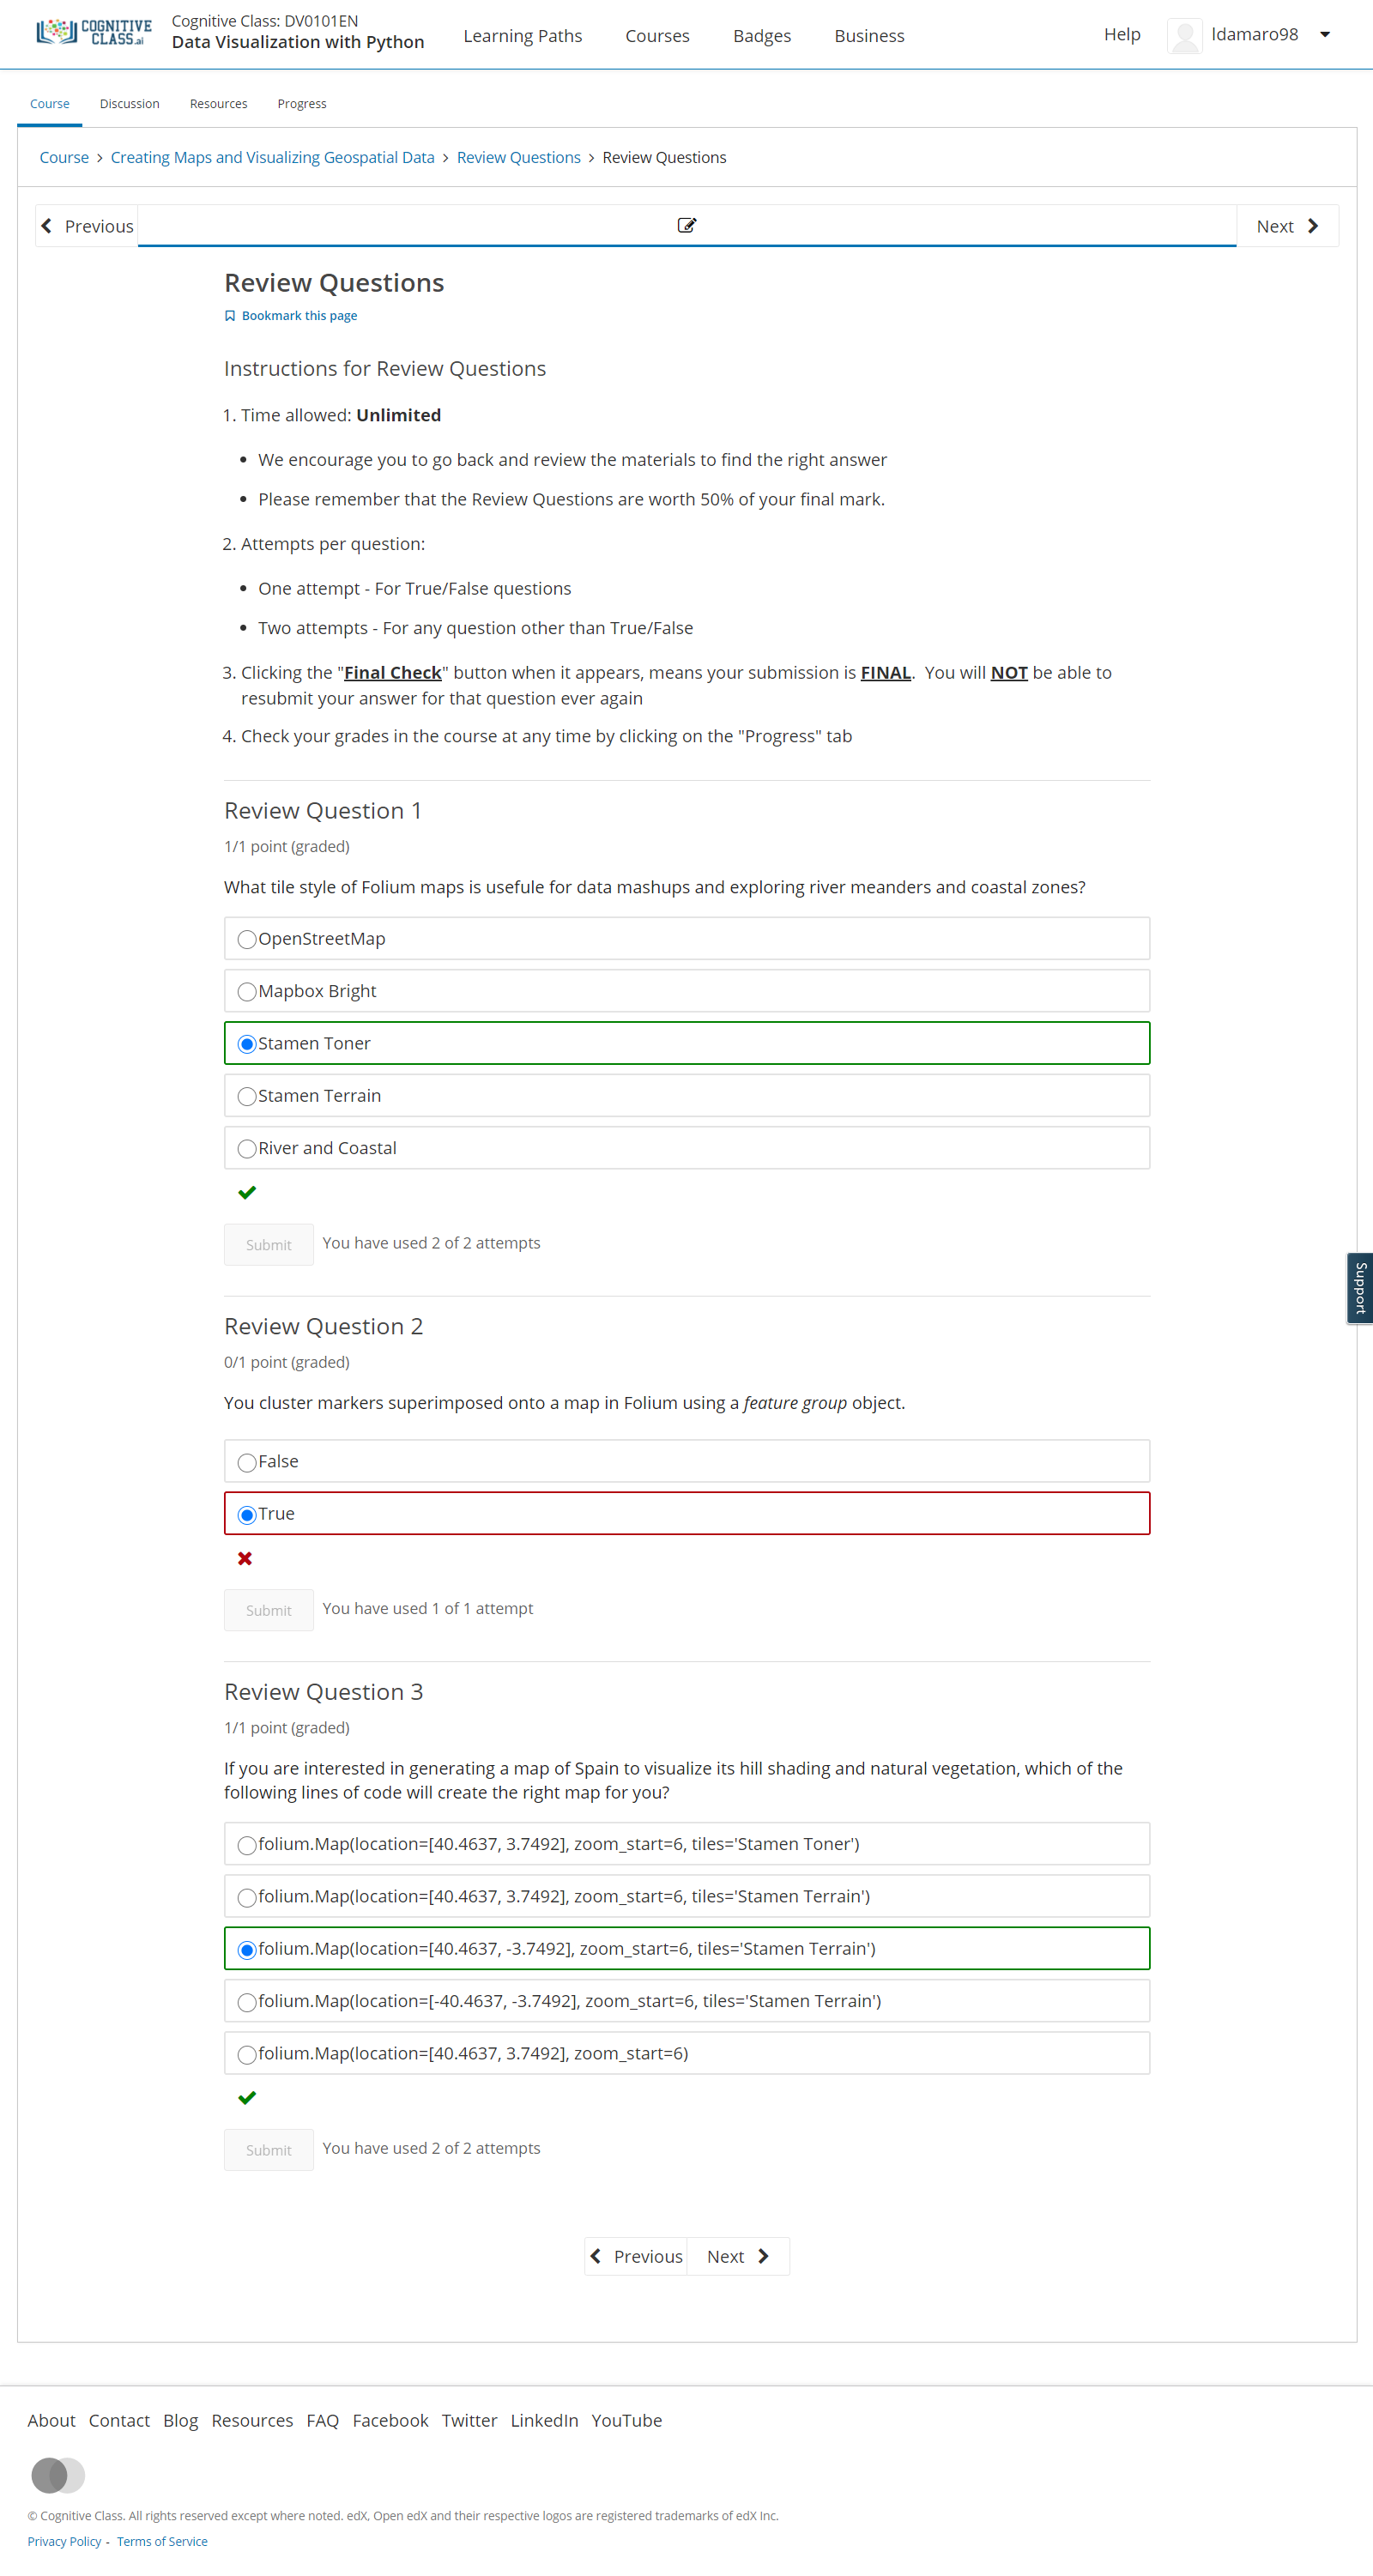 COGNITIVE
CLASS.ai
Cognitive Class: DV0101EN
Data Visualization with Python
Learning Paths
Courses
Badges
Business
Help
ldamaro98
Course
Discussion
Resources
Progress
Course > Creating Maps and Visualizing Geospatial Data > Review Questions > Review Questions
Previous
Next
Review Questions
Bookmark this page
Instructions for Review Questions
1. Time allowed: Unlimited
• We encourage you to go back and review the materials to find the right answer
• Please remember that the Review Questions are worth 50% of your final mark.
2. Attempts per question:
• One attempt - For True/False questions
• Two attempts - For any question other than True/False
3. Clicking the "Final Check" button when it appears, means your submission is FINAL. You will NOT be able to
resubmit your answer for that question ever again
4. Check your grades in the course at any time by clicking on the "Progress" tab
Review Question 1
1/1 point (graded)
What tile style of Folium maps is usefule for data mashups and exploring river meanders and coastal zones?
OpenStreetMap
Mapbox Bright
Stamen Toner
Stamen Terrain
River and Coastal
Submit
You have used 2 of 2 attempts
Support
Review Question 2
0/1 point (graded)
You cluster markers superimposed onto a map in Folium using a feature group object.
False
True
Submit
You have used 1 of 1 attempt
Review Question 3
1/1 point (graded)
If you are interested in generating a map of Spain to visualize its hill shading and natural vegetation, which of the
following lines of code will create the right map for you?
folium.Map(location=[40.4637, 3.7492], zoom_start=6, tiles='Stamen Toner')
folium.Map(location=[40.4637, 3.7492], zoom_start=6, tiles='Stamen Terrain')
folium.Map(location=[40.4637, -3.7492], zoom_start=6, tiles='Stamen Terrain')
folium.Map(location=[-40.4637, -3.7492], zoom_start=6, tiles='Stamen Terrain')
folium.Map(location=[40.4637, 3.7492], zoom_start=6)
Submit
You have used 2 of 2 attempts
Previous
Next
About Contact Blog Resources FAQ Facebook Twitter LinkedIn YouTube
© Cognitive Class. All rights reserved except where noted. edX, Open edX and their respective logos are registered trademarks of edX Inc.
Privacy Policy - Terms of Service